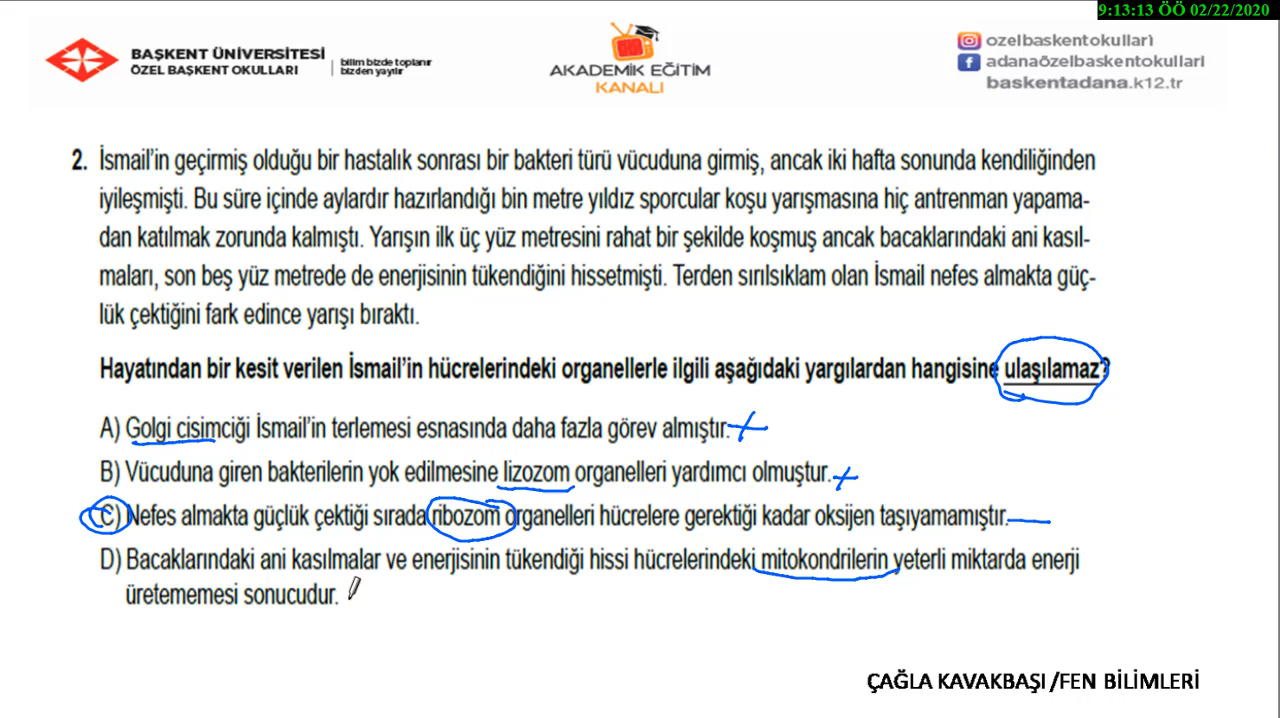 9:13:13 ÖÖ 02/22/2020
BAŞKENT ÜNİVERSİTESİ
ÖZEL BAŞKENT OKULLARI
bilim bizde toplanır
bizden yayılır
AKADEMİK EĞİTİM
KANALI
ozelbaskentokullari
adanaözelbaskentokullari
baskentadana.k12.tr
2. İsmail'in geçirmiş olduğu bir hastalık sonrası bir bakteri türü vücuduna girmiş, ancak iki hafta sonunda kendiliğinden
iyileşmişti. Bu süre içinde aylardır hazırlandığı bin metre yıldız sporcular koşu yarışmasına hiç antrenman yapama-
dan katılmak zorunda kalmıştı. Yarışın ilk üç yüz metresini rahat bir şekilde koşmuş ancak bacaklarındaki ani kasıl-
maları, son beş yüz metrede de enerjisinin tükendiğini hissetmişti. Terden sırılsıklam olan İsmail nefes almakta güç-
lük çektiğini fark edince yarışı bıraktı.
Hayatından bir kesit verilen İsmail'in hücrelerindeki organellerle ilgili aşağıdaki yargılardan hangisine ulaşılamaz?
A) Golgi cisimciği İsmail'in terlemesi esnasında daha fazla görev almıştır.
B) Vücuduna giren bakterilerin yok edilmesine lizozom organelleri yardımcı olmuştur.
C) Nefes almakta güçlük çektiği sırada ribozom organelleri hücrelere gerektiği kadar oksijen taşıyamamıştır.
D) Bacaklarındaki ani kasılmalar ve enerjisinin tükendiği hissi hücrelerindeki mitokondrilerin yeterli miktarda enerji
üretememesi sonucudur.
ÇAĞLA KAVAKBAŞI /FEN BİLİMLERİ